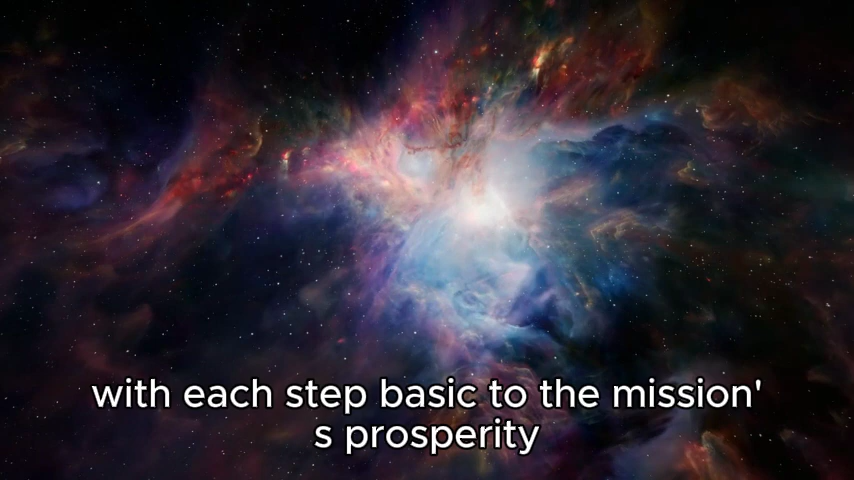 with each step basic to the mission'
s prosperity